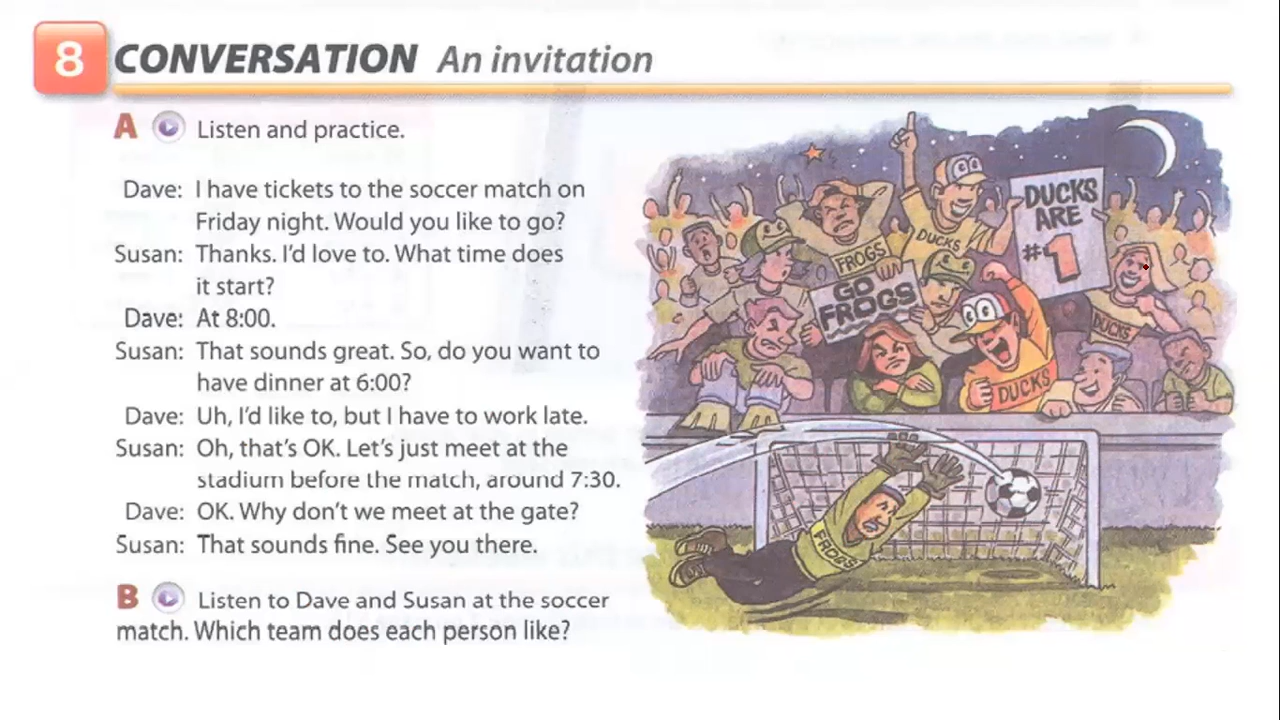 8 CONVERSATION An invitation
A Listen and practice.
Dave: I have tickets to the soccer match on
Friday night. Would you like to go?
Susan: Thanks. I'd love to. What time does
it start?
Dave: At 8:00.
Susan: That sounds great. So, do you want to
have dinner at 6:00?
Dave: Uh, I'd like to, but I have to work late.
Susan: Oh, that's OK. Let's just meet at the
stadium before the match, around 7:30.
Dave: OK. Why don't we meet at the gate?
Susan: That sounds fine. See you there.
B Listen to Dave and Susan at the soccer
match. Which team does each person like?
DUCKS
ARE
#1
DUCKS
FROGS
GO
FROGS
DUCKS
DUCKS
FROGS